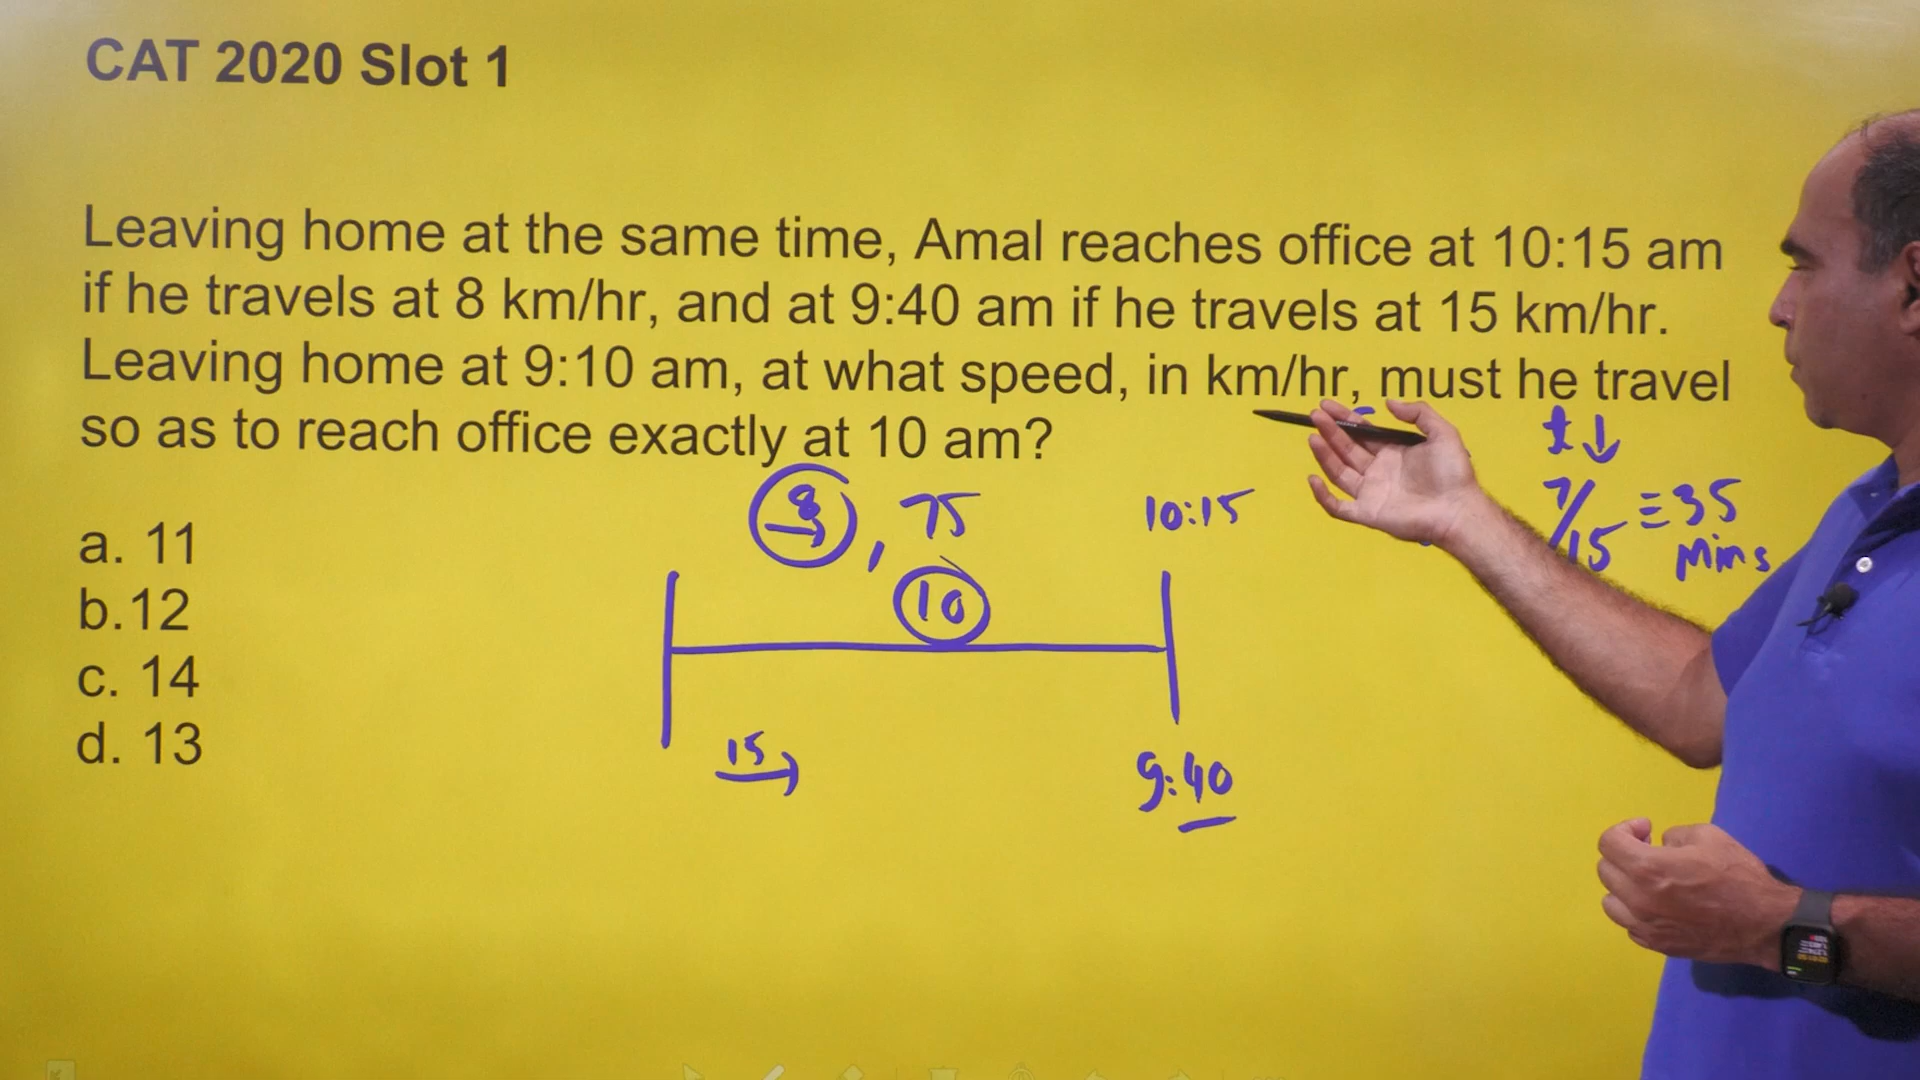 CAT 2020 Slot 1
Leaving home at the same time, Amal reaches office at 10:15 am
if he travels at 8 km/hr, and at 9:40 am if he travels at 15 km/hr.
Leaving home at 9:10 am, at what speed, in km/hr, must he travel
so as to reach office exactly at 10 am?
a. 11
b.12
c. 14
d. 13
8, 75
10
10:15
15
9:40
t↓
7/15 ≡ 35
mins